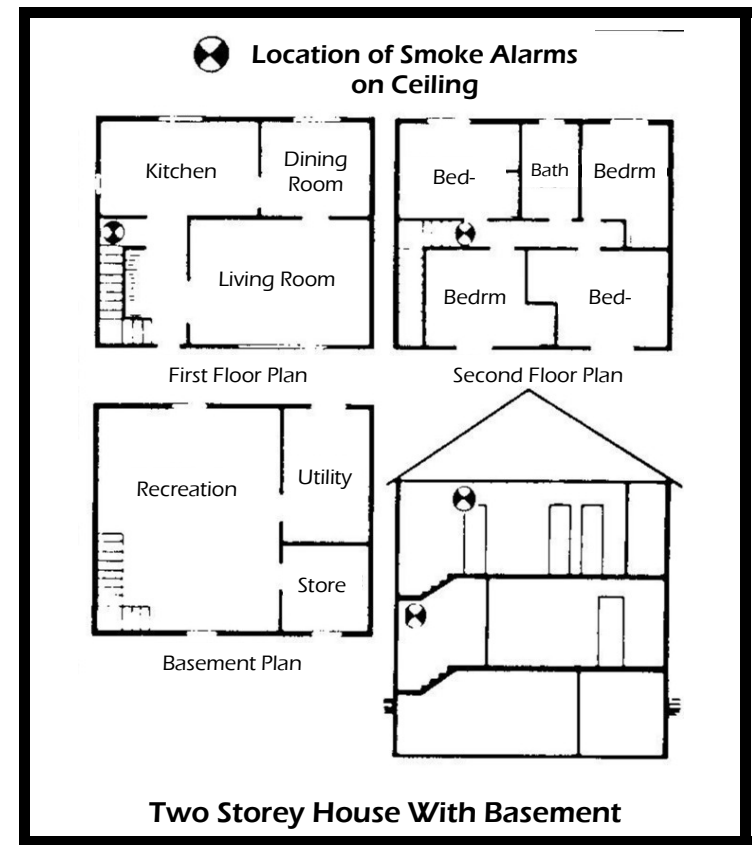 Location of Smoke Alarms
on Ceiling
Kitchen
Dining
Room
Living Room
First Floor Plan
Bed-
Bath
Bedrm
Bedrm
Bed-
Second Floor Plan
Recreation
Utility
Store
Basement Plan
Two Storey House With Basement